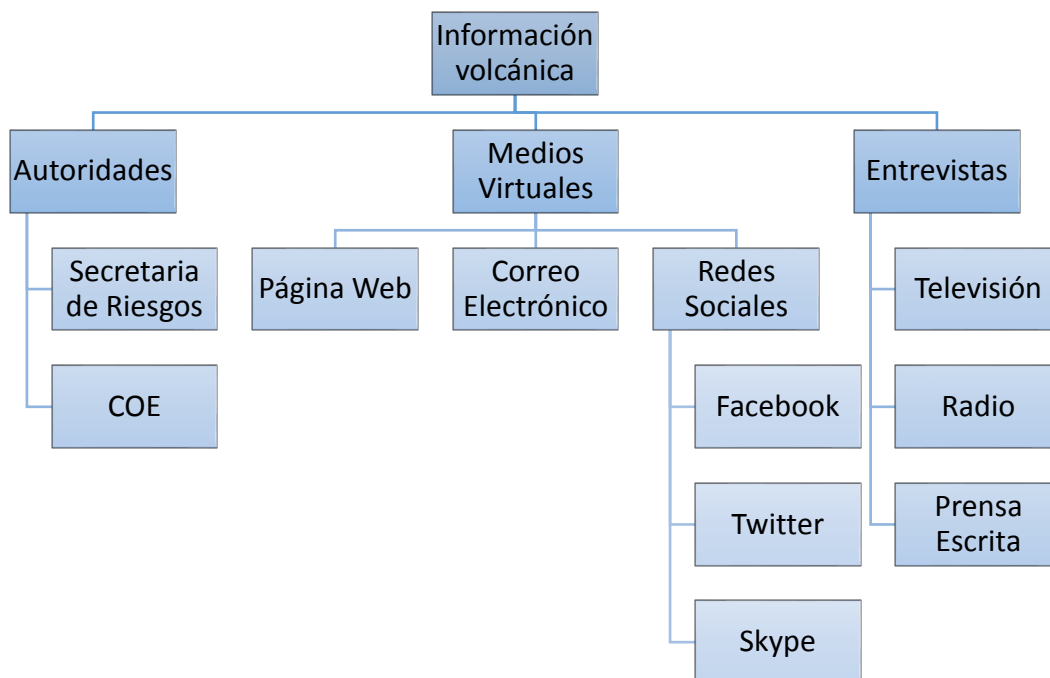 Información
volcánica
Autoridades
Medios
Virtuales
Entrevistas
Secretaria
de Riesgos
Página Web
Correo
Electrónico
Redes
Sociales
Televisión
COE
Facebook
Radio
Twitter
Prensa
Escrita
Skype